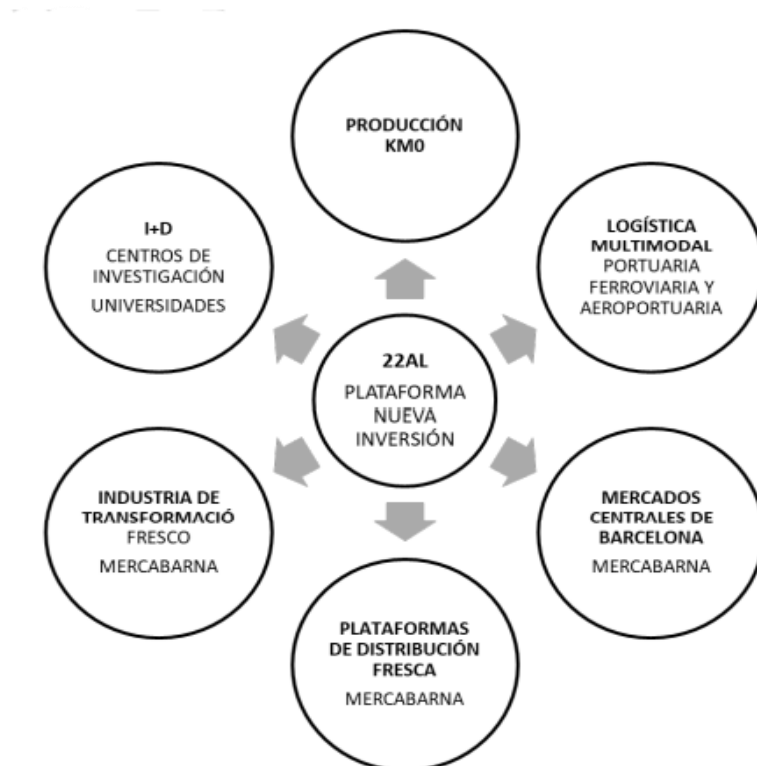 PRODUCCIÓN
KM0
I+D
CENTROS DE
INVESTIGACIÓN
UNIVERSIDADES
LOGÍSTICA
MULTIMODAL
PORTUARIA
FERROVIARIA Y
AEROPORTUARIA
22AL
PLATAFORMA
NUEVA
INVERSIÓN
INDUSTRIA DE
TRANSFORMACIÓ
FRESCO
MERCABARNA
MERCADOS
CENTRALES DE
BARCELONA
MERCABARNA
PLATAFORMAS
DE DISTRIBUCIÓN
FRESCA
MERCABARNA